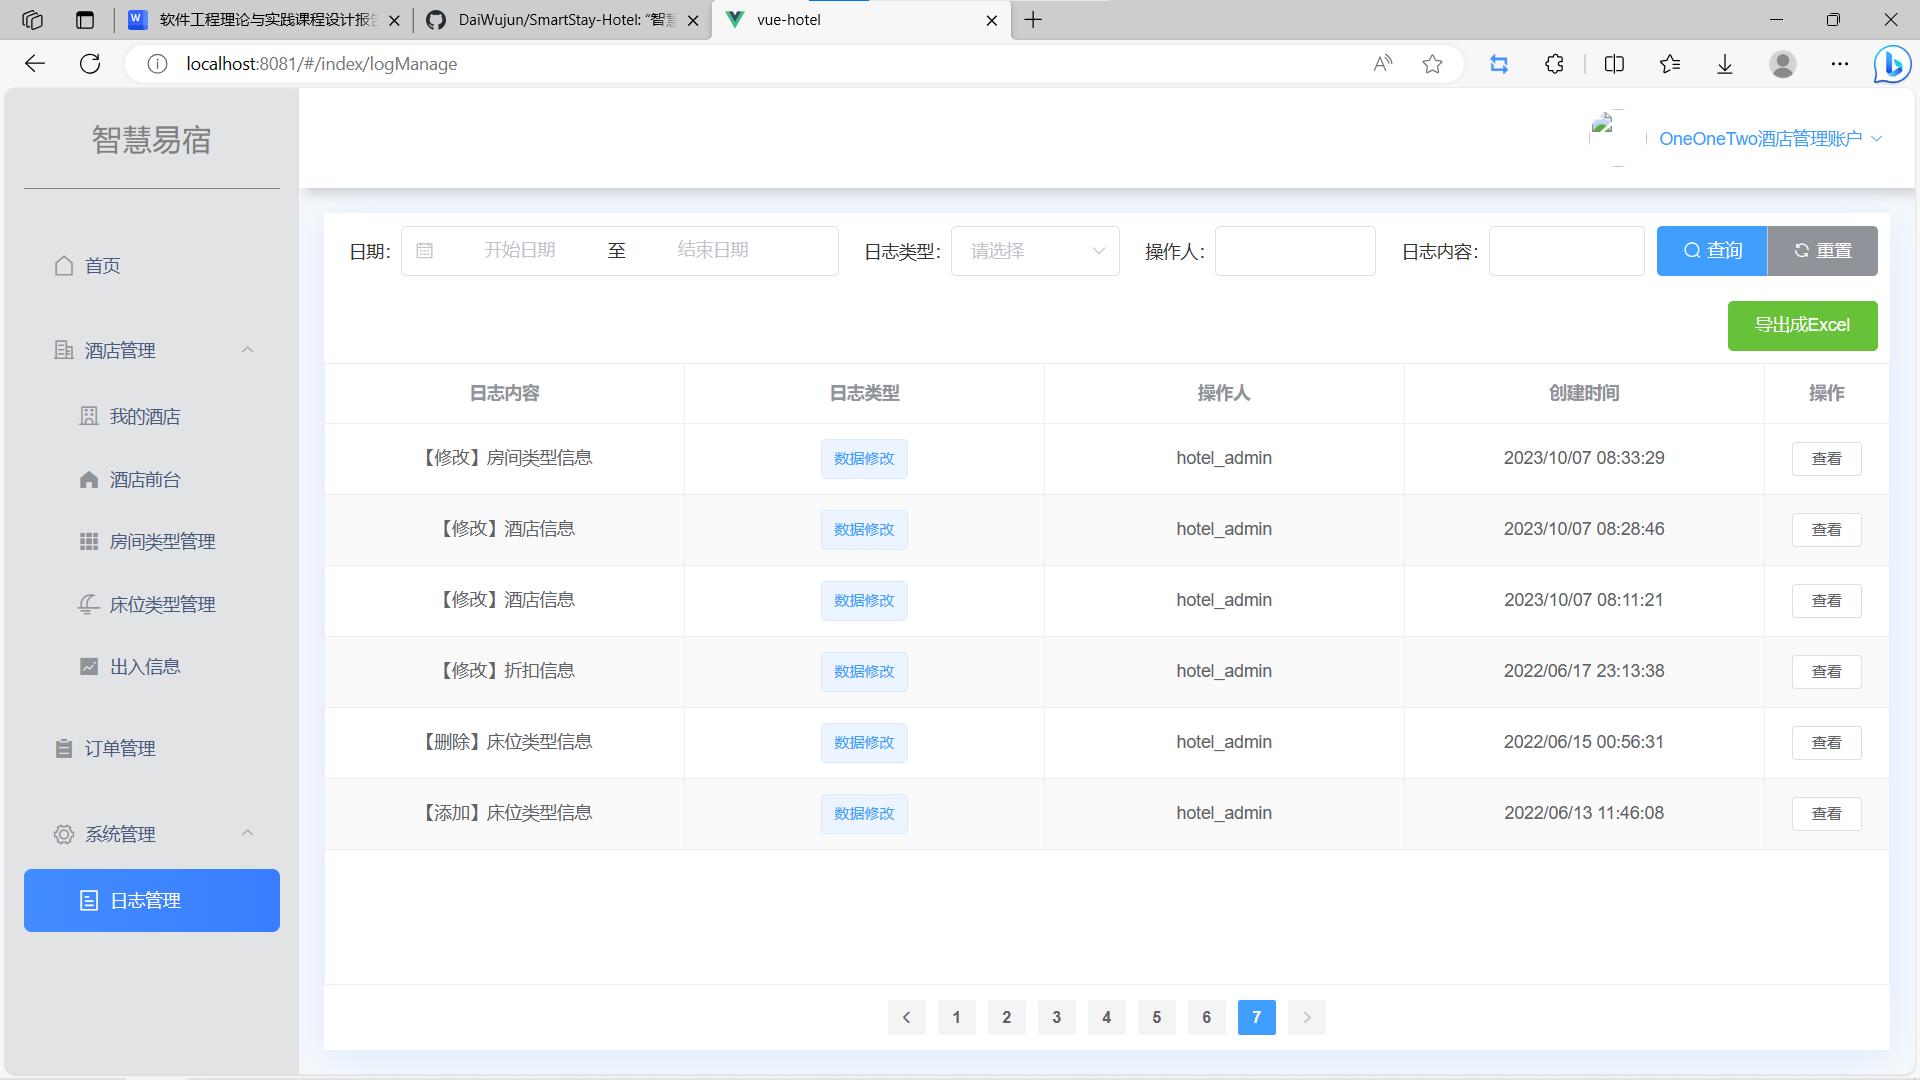 软件工程理论与实践课程设计报告
DaiWujun/SmartStay-Hotel: "智慧
vue-hotel
localhost:8081/#/index/logManage
智慧易宿
OneOneTwo酒店管理账户
首页
酒店管理
我的酒店
酒店前台
房间类型管理
床位类型管理
出入信息
订单管理
系统管理
日志管理
日期: 开始日期 至 结束日期 日志类型: 请选择 操作人: 日志内容: 查询 重置
导出成Excel
日志内容 日志类型 操作人 创建时间 操作
【修改】房间类型信息 数据修改 hotel_admin 2023/10/07 08:33:29 查看
【修改】酒店信息 数据修改 hotel_admin 2023/10/07 08:28:46 查看
【修改】酒店信息 数据修改 hotel_admin 2023/10/07 08:11:21 查看
【修改】折扣信息 数据修改 hotel_admin 2022/06/17 23:13:38 查看
【删除】床位类型信息 数据修改 hotel_admin 2022/06/15 00:56:31 查看
【添加】床位类型信息 数据修改 hotel_admin 2022/06/13 11:46:08 查看
1 2 3 4 5 6 7